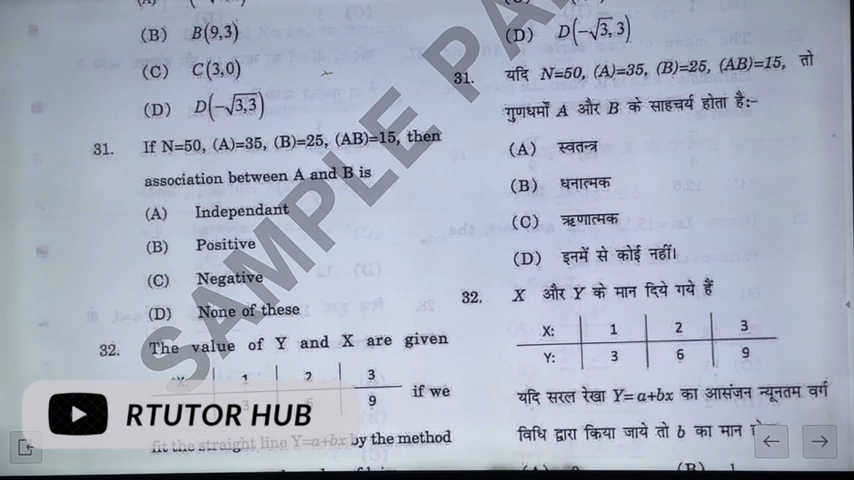 (B) B(9,3)
(C) C(3,0)
(D) D(-√3,3)
31. If N=50, (A)=35, (B)=25, (AB)=15, then
association between A and B is
(A) Independant
(B) Positive
(C) Negative
(D) None of these
32. The value of Y and X are given
X: 1 2 3
9 if we
fit the straight line Y=a+bx by the method
(D) D(-√3, 3)
31. यदि N=50, (A)=35, (B)=25, (AB)=15, तो
गुणधर्मों A और B के साहचर्य होता है:-
(A) स्वतन्त्र
(B) धनात्मक
(C) ऋणात्मक
(D) इनमें से कोई नहीं।
32. X और Y के मान दिये गये हैं
X: 1 2 3
Y: 3 6 9
यदि सरल रेखा Y=a+bx का आसंजन न्यूनतम वर्ग
विधि द्वारा किया जाये तो b का मान
(B) 1
SAMPLE PA
RTUTOR HUB